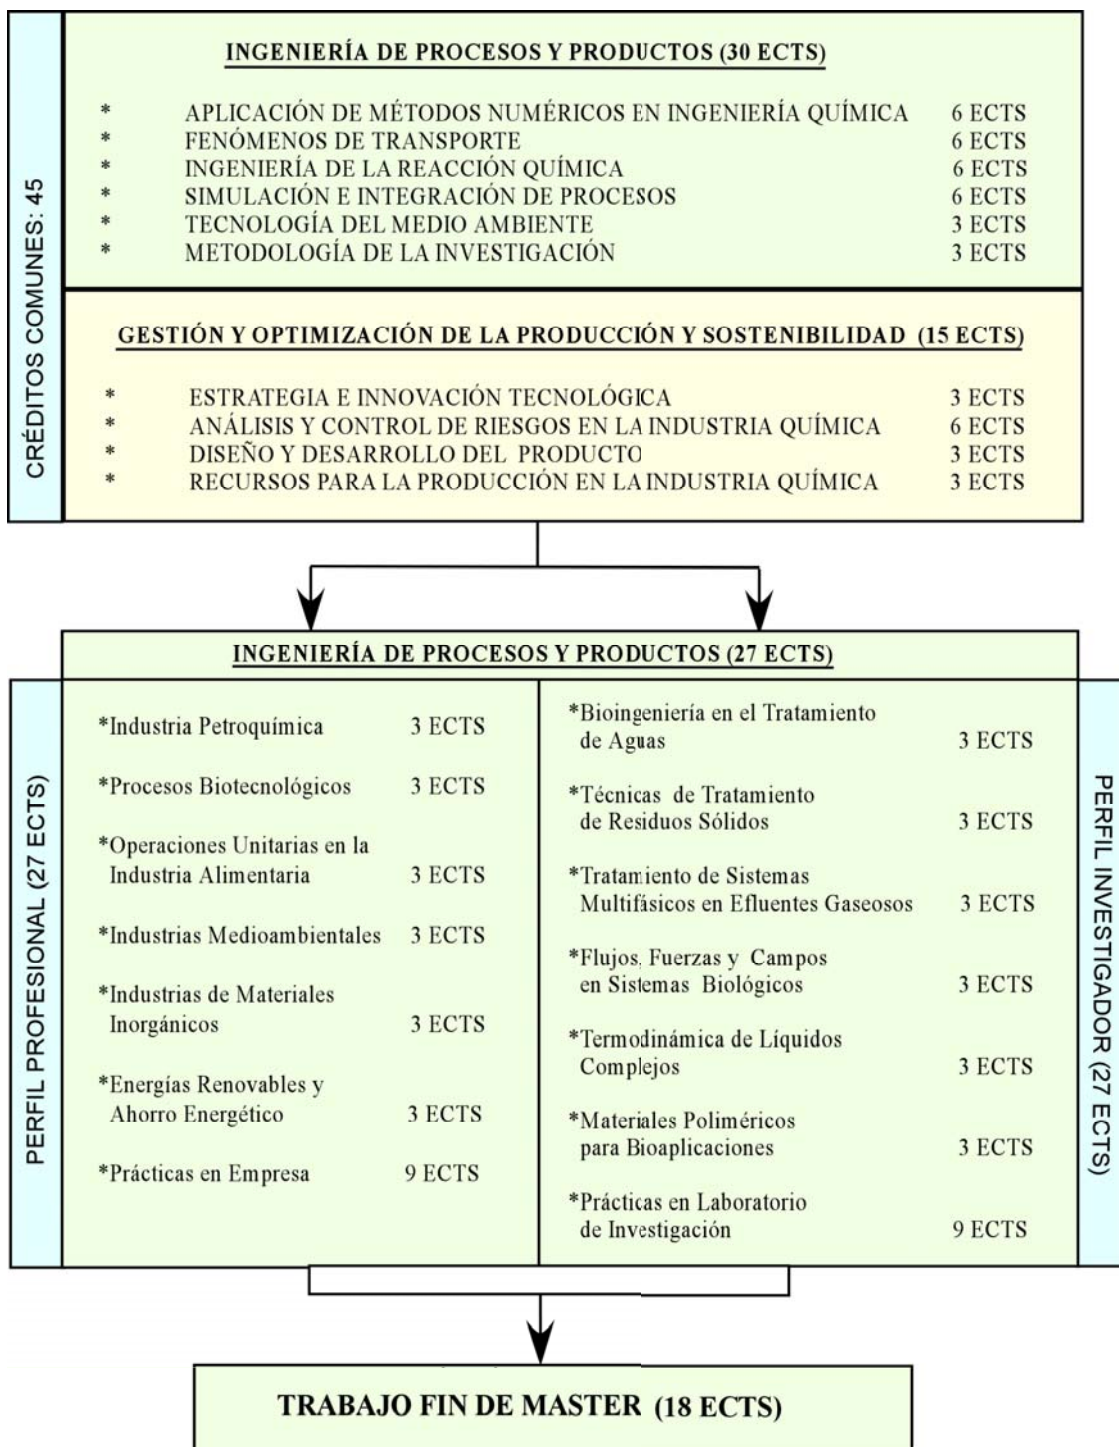 CRÉDITOS COMUNES: 45
INGENIERÍA DE PROCESOS Y PRODUCTOS (30 ECTS)
* APLICACIÓN DE MÉTODOS NUMÉRICOS EN INGENIERÍA QUÍMICA 6 ECTS
* FENÓMENOS DE TRANSPORTE 6 ECTS
* INGENIERÍA DE LA REACCIÓN QUÍMICA 6 ECTS
* SIMULACIÓN E INTEGRACIÓN DE PROCESOS 6 ECTS
* TECNOLOGÍA DEL MEDIO AMBIENTE 3 ECTS
* METODOLOGÍA DE LA INVESTIGACIÓN 3 ECTS
GESTIÓN Y OPTIMIZACIÓN DE LA PRODUCCIÓN Y SOSTENIBILIDAD (15 ECTS)
* ESTRATEGIA E INNOVACIÓN TECNOLÓGICA 3 ECTS
* ANÁLISIS Y CONTROL DE RIESGOS EN LA INDUSTRIA QUÍMICA 6 ECTS
* DISEÑO Y DESARROLLO DEL PRODUCTO 3 ECTS
* RECURSOS PARA LA PRODUCCIÓN EN LA INDUSTRIA QUÍMICA 3 ECTS
INGENIERÍA DE PROCESOS Y PRODUCTOS (27 ECTS)
PERFIL PROFESIONAL (27 ECTS)
*Industria Petroquímica 3 ECTS
*Procesos Biotecnológicos 3 ECTS
*Operaciones Unitarias en la
Industria Alimentaria 3 ECTS
*Industrias Medioambientales 3 ECTS
*Industrias de Materiales
Inorgánicos 3 ECTS
*Energías Renovables y
Ahorro Energético 3 ECTS
*Prácticas en Empresa 9 ECTS
*Bioingeniería en el Tratamiento
de Aguas 3 ECTS
*Técnicas de Tratamiento
de Residuos Sólidos 3 ECTS
*Tratamiento de Sistemas
Multifásicos en Efluentes Gaseosos 3 ECTS
*Flujos, Fuerzas y Campos
en Sistemas Biológicos 3 ECTS
*Termodinámica de Líquidos
Complejos 3 ECTS
*Materiales Poliméricos
para Bioaplicaciones 3 ECTS
*Prácticas en Laboratorio
de Investigación 9 ECTS
PERFIL INVESTIGADOR (27 ECTS)
TRABAJO FIN DE MASTER (18 ECTS)